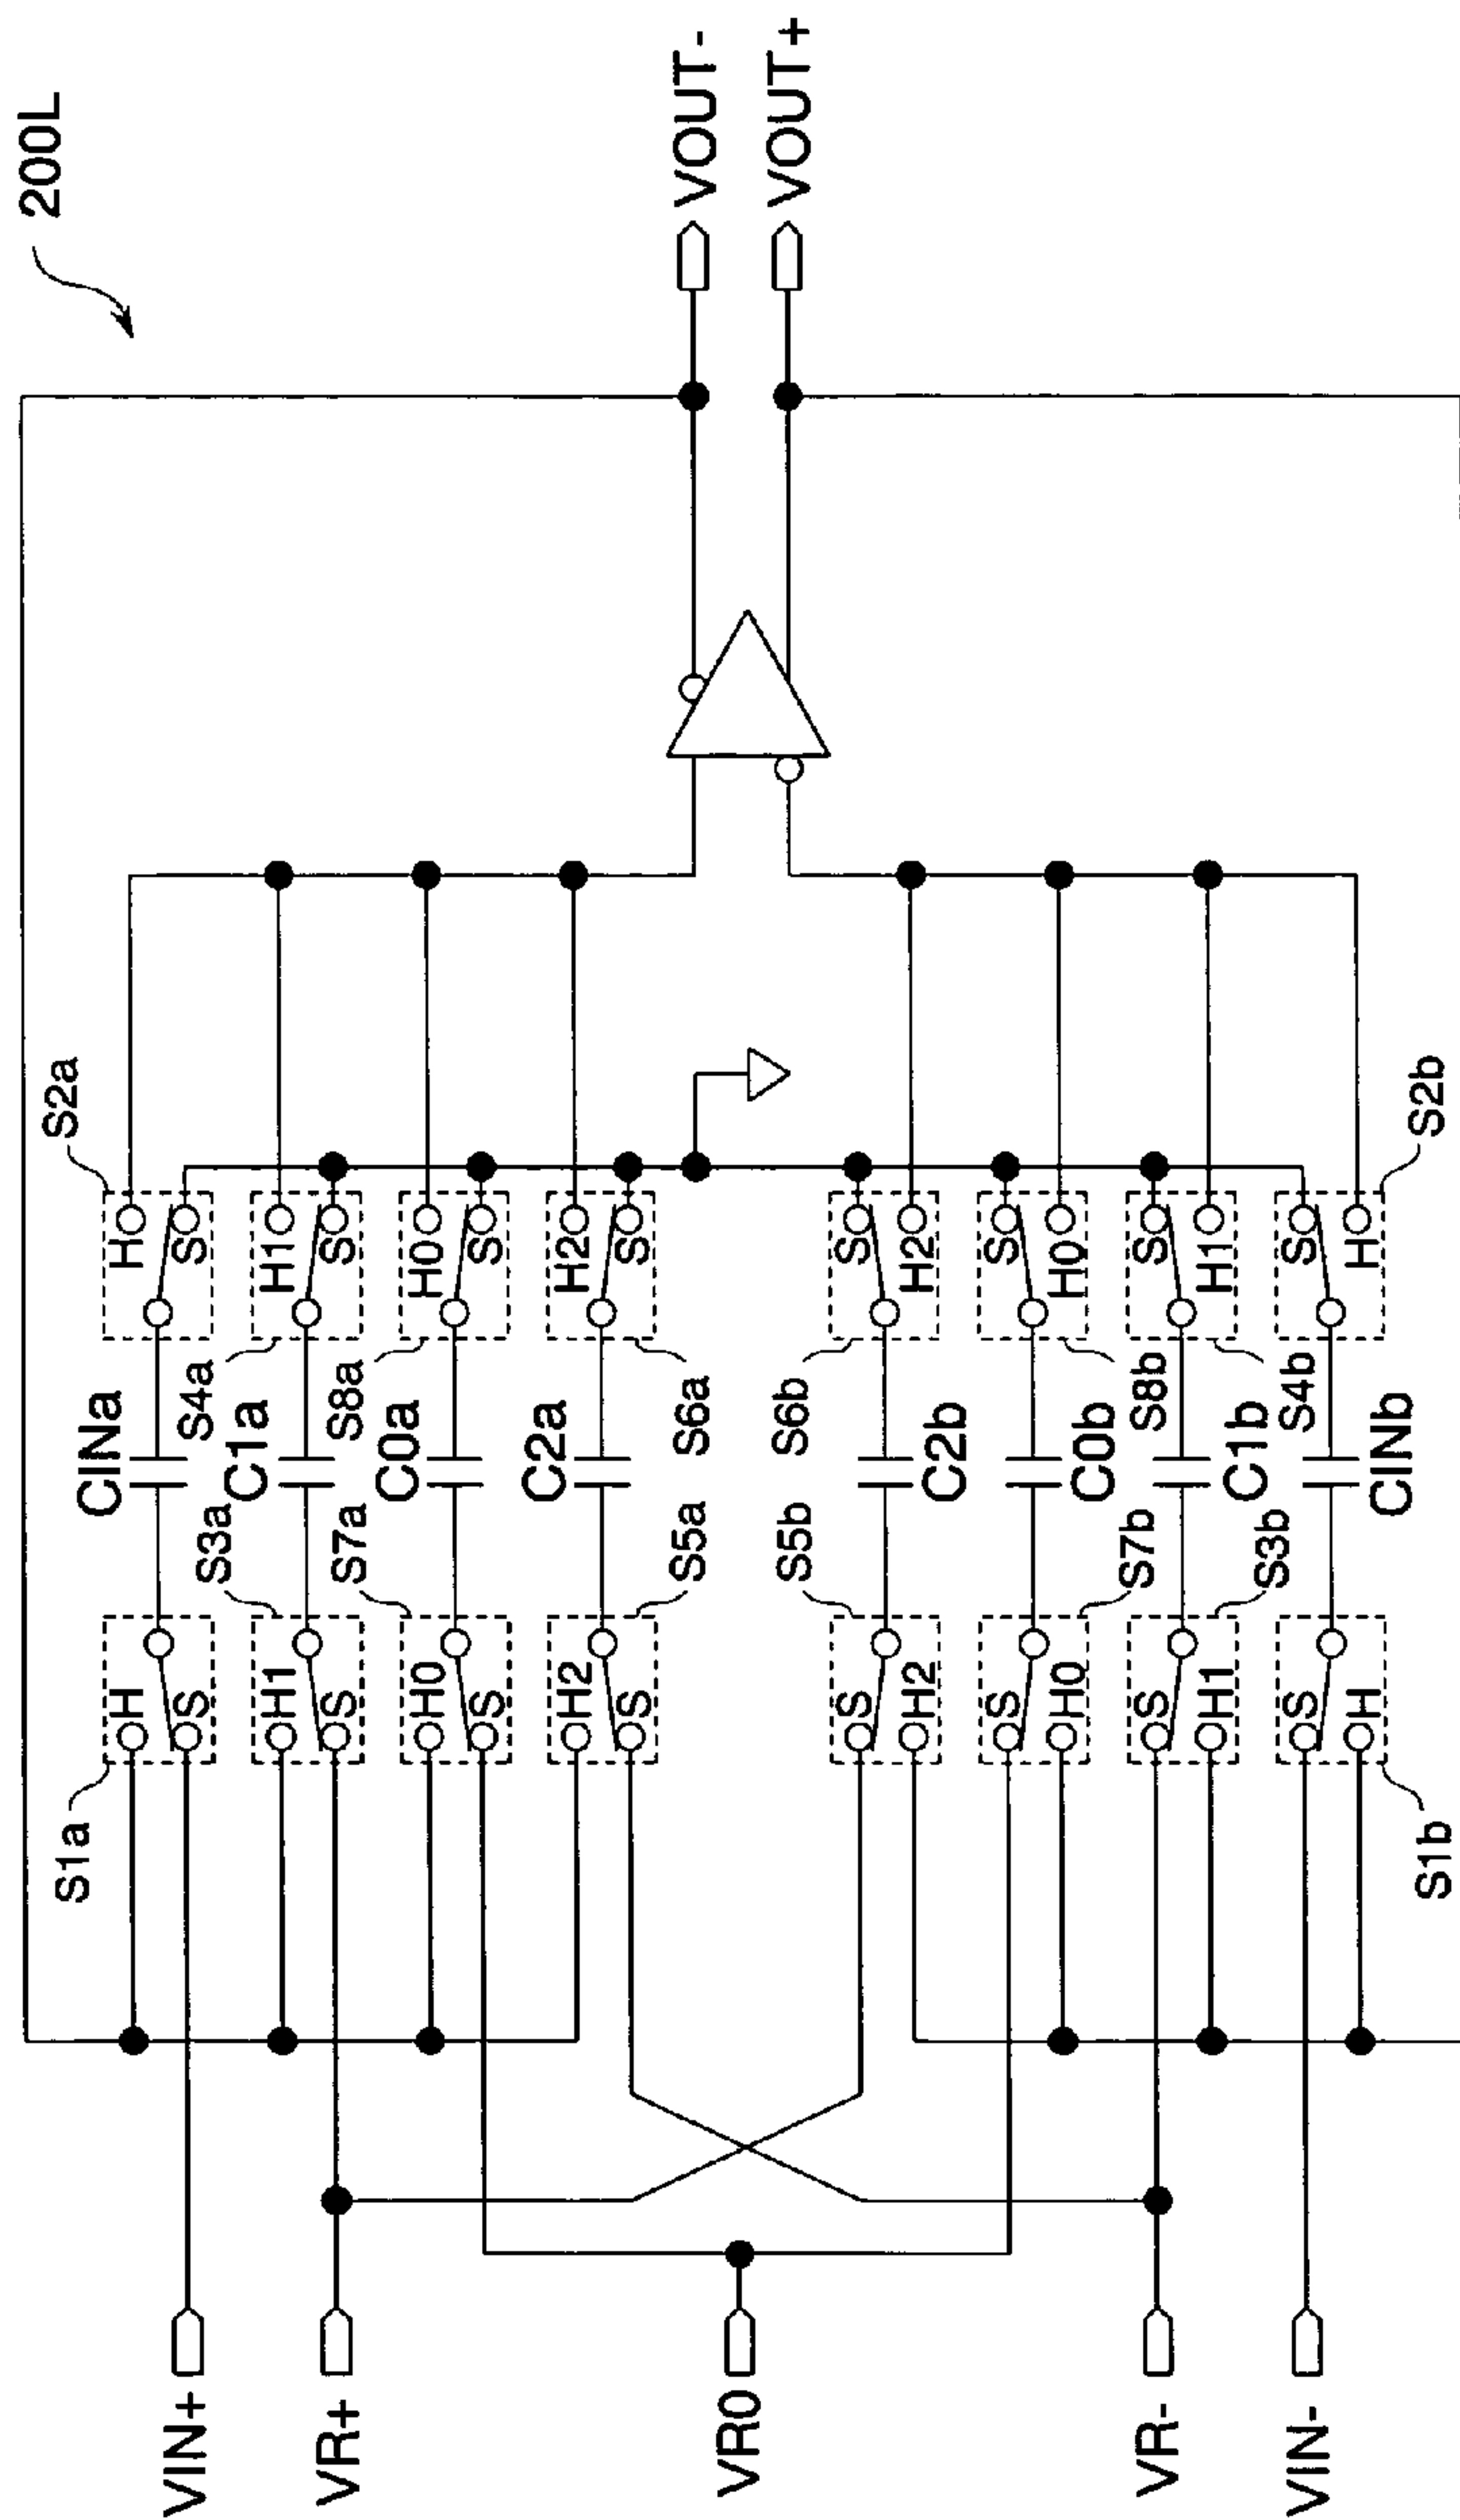 200L
VIN+
VR+
VR0
VR-
VIN-
VOUT-
VOUT+
S1a
H
S
CINa
S2a
H
S
S3a
H1
S
C1a
S4a
H1
S
S7a
H0
S
C0a
S8a
H0
S
S5a
H2
S
C2a
S6a
H2
S
S5b
S
H2
C2b
S6b
S
H2
S7b
S
H0
C0b
S8b
S
H0
S3b
S
H1
C1b
S4b
S
H1
S1b
S
H
CINb
S2b
S
H